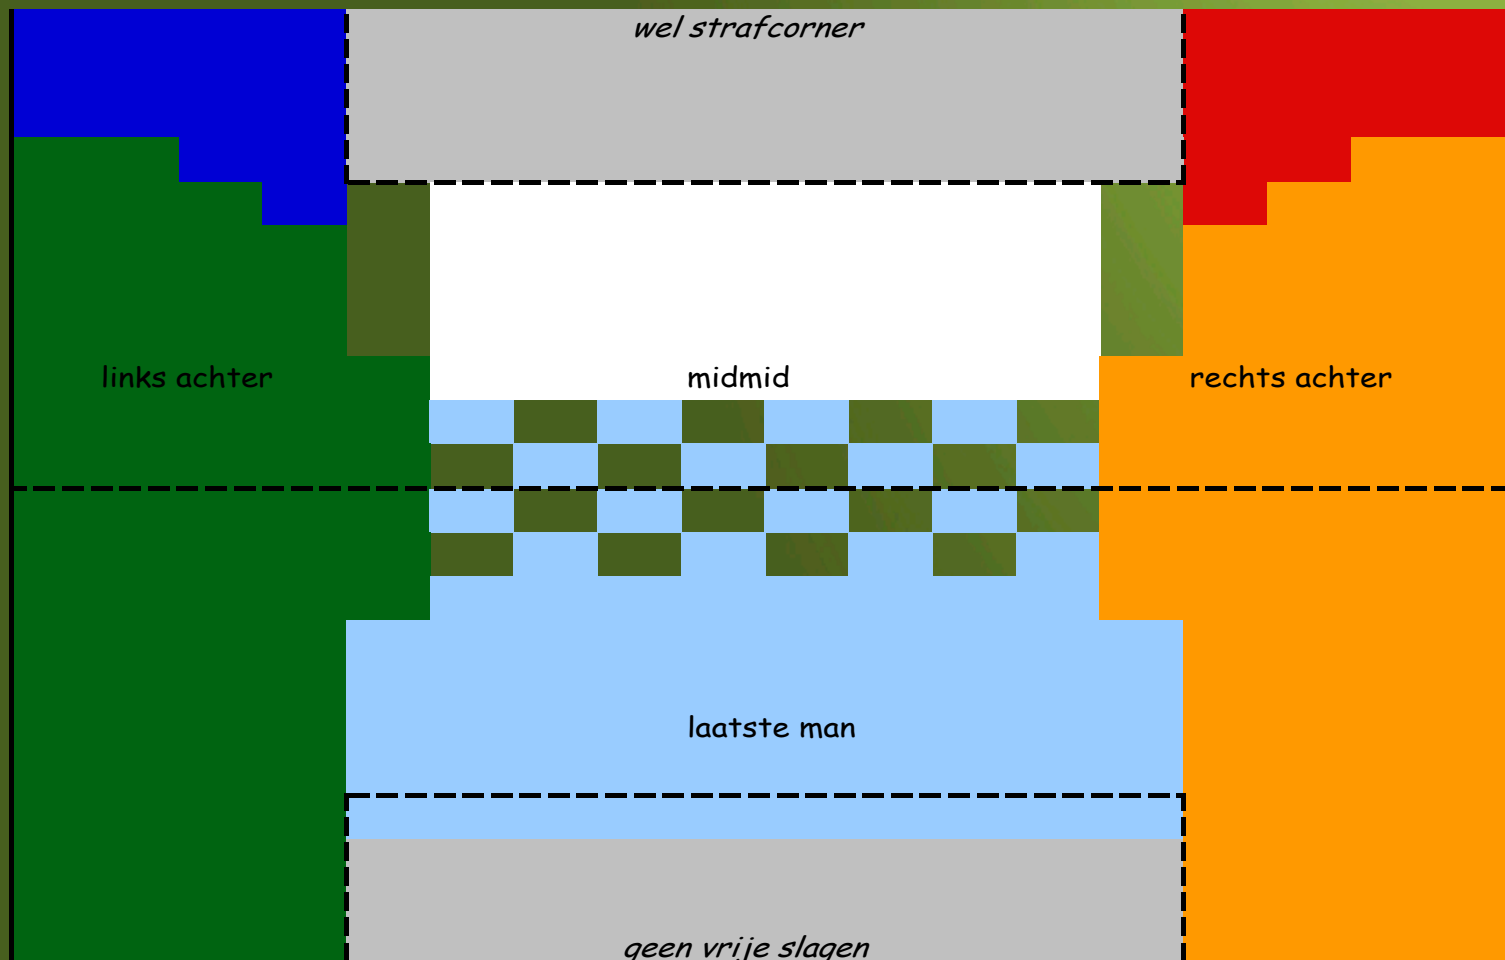 wel strafcorner
links achter
midmid
rechts achter
laatste man
geen vrije slagen